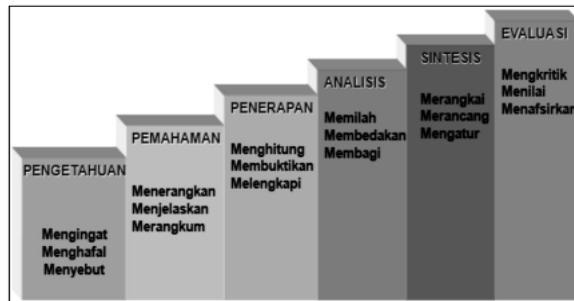 PENGETAHUAN
Mengingat
Menghafal
Menyebut
PEMAHAMAN
Menerangkan
Menjelaskan
Merangkum
PENERAPAN
Menghitung
Membuktikan
Melengkapi
ANALISIS
Memilah
Membedakan
Membagi
SINTESIS
Merangkai
Merancang
Mengatur
EVALUASI
Mengkritik
Menilai
Menafsirkan